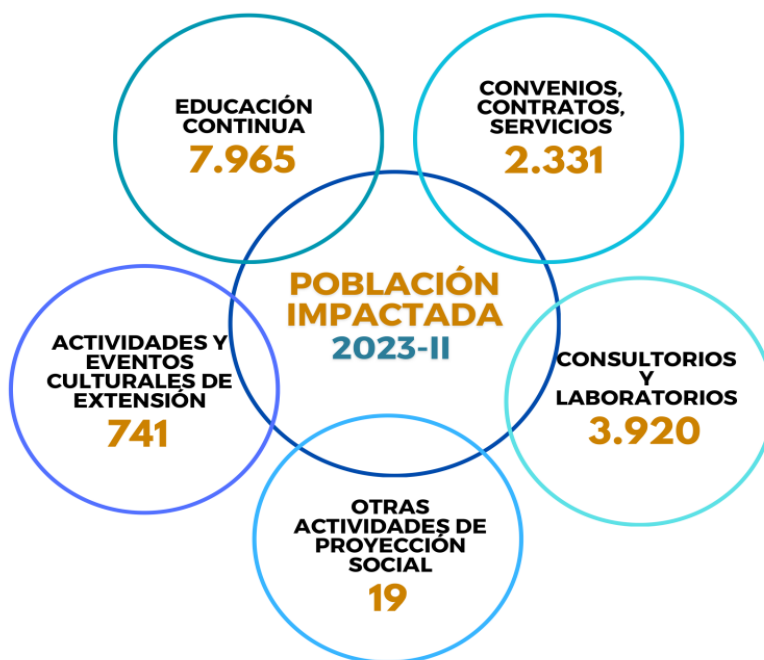 EDUCACIÓN
CONTINUA
7.965
CONVENIOS,
CONTRATOS,
SERVICIOS
2.331
POBLACIÓN
IMPACTADA
2023-II
ACTIVIDADES Y
EVENTOS
CULTURALES DE
EXTENSIÓN
741
CONSULTORIOS
Y
LABORATORIOS
3.920
OTRAS
ACTIVIDADES DE
PROYECCIÓN
SOCIAL
19